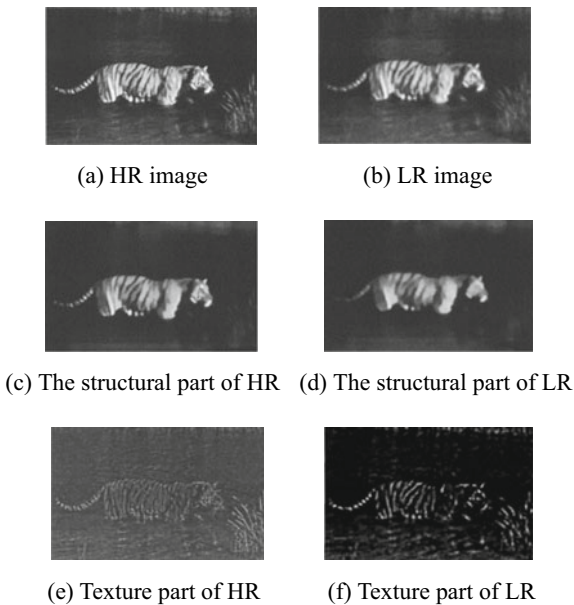 (a) HR image
(b) LR image
(c) The structural part of HR
(d) The structural part of LR
(e) Texture part of HR
(f) Texture part of LR